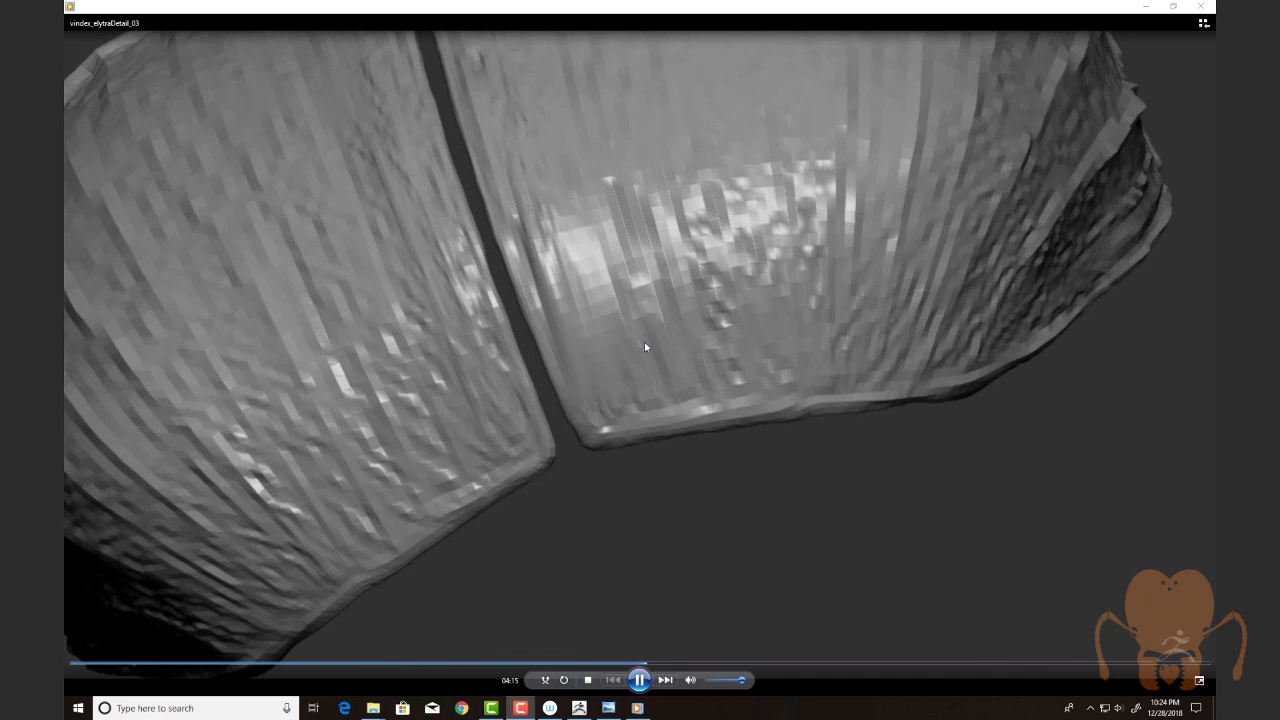 vindex_elytraDetail_03
04:15
Type here to search
10:24 PM
12/28/2018